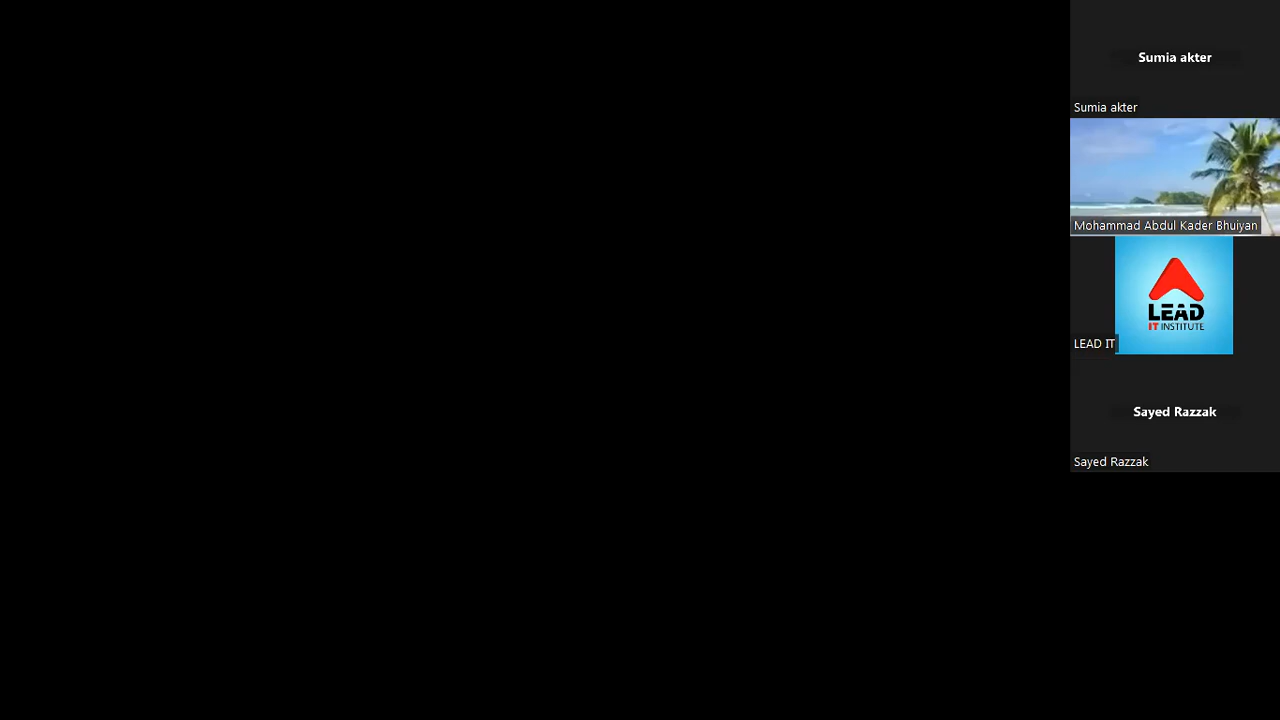 Sumia akter
Sumia akter
Mohammad Abdul Kader Bhuiyan
LEAD
IT INSTITUTE
LEAD IT
Sayed Razzak
Sayed Razzak